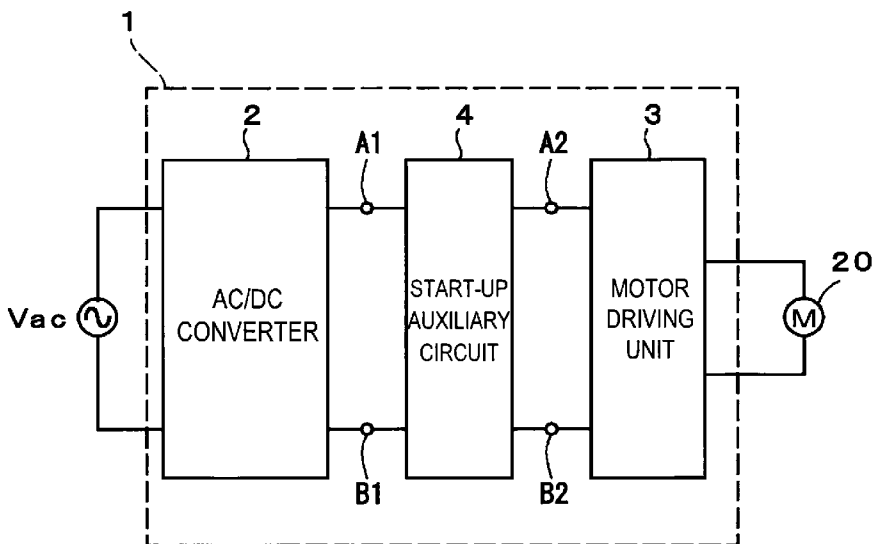 1
2
A1
4
A2
3
Vac
AC/DC
CONVERTER
START-UP
AUXILIARY
CIRCUIT
MOTOR
DRIVING
UNIT
M
20
B1
B2